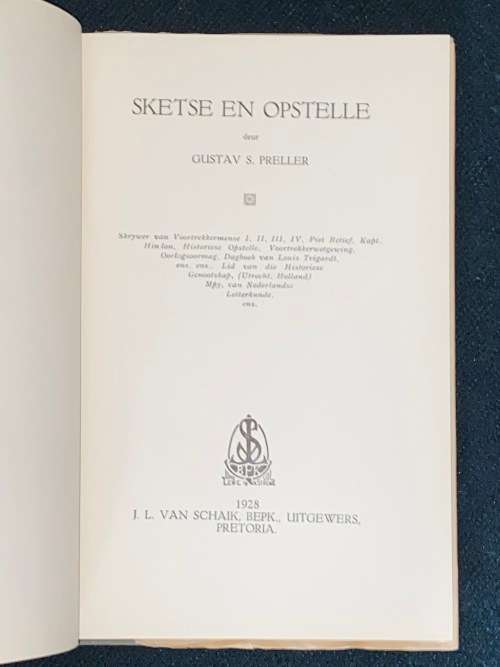 SKETSE EN OPSTELLE
deur
GUSTAV S. PRELLER
Skrywer van Voortrekkermense I, II, III, IV, Piet Retief, Kapt.
Hinlon, Historiese Opstelle, Voortrekkerwetgewing,
Oorlogsoormag, Dagboek van Louis Trigardt,
ens. ens., Lid van die Historiese
Genootskap, (Utrecht, Holland)
Mpy. van Nederlandse
Letterkunde,
ens.
BPK
1928
J. L. VAN SCHAIK, BEPK., UITGEWERS,
PRETORIA.